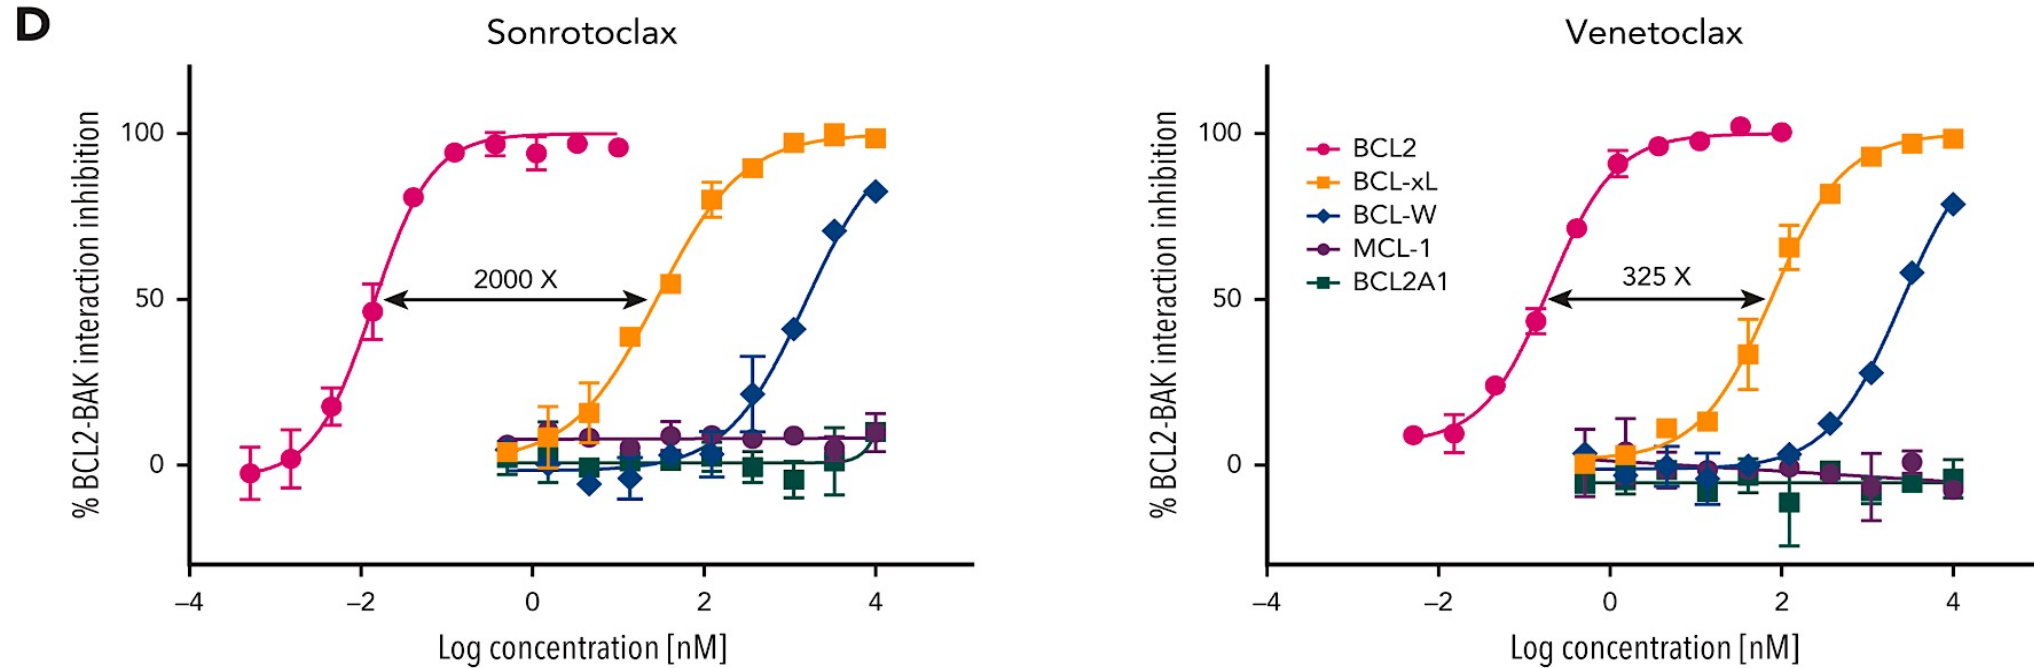 D
Sonrotoclax
% BCL2-BAK interaction inhibition
100
50
0
2000 X
–4
–2
0
2
4
Log concentration [nM]
Venetoclax
% BCL2-BAK interaction inhibition
100
50
0
BCL2
BCL-xL
BCL-W
MCL-1
BCL2A1
325 X
–4
–2
0
2
4
Log concentration [nM]